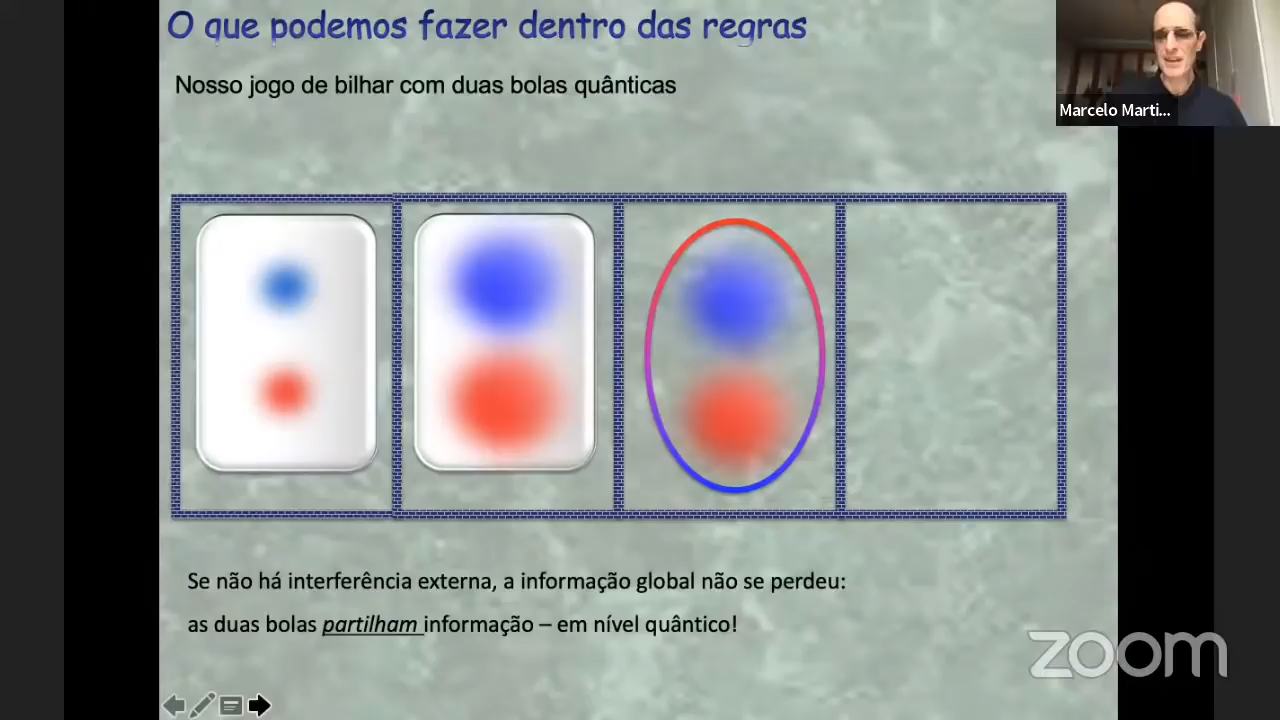 O que podemos fazer dentro das regras
Nosso jogo de bilhar com duas bolas quânticas
Marcelo Marti...
Se não há interferência externa, a informação global não se perdeu:
as duas bolas partilham informação – em nível quântico!
zoom